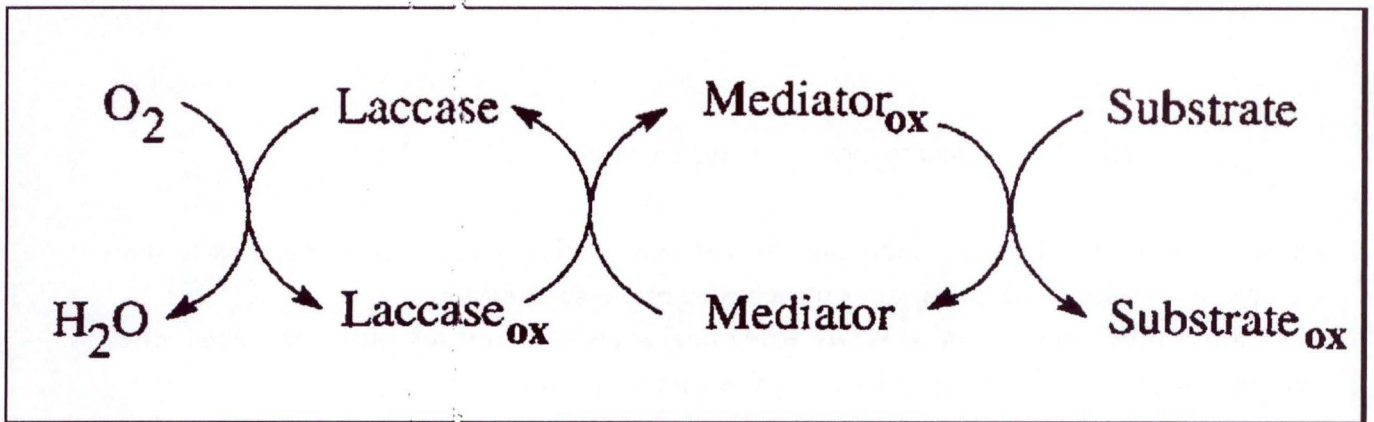 O₂ Laccase Mediatorox Substrate
H₂O Laccaseox Mediator Substrateox